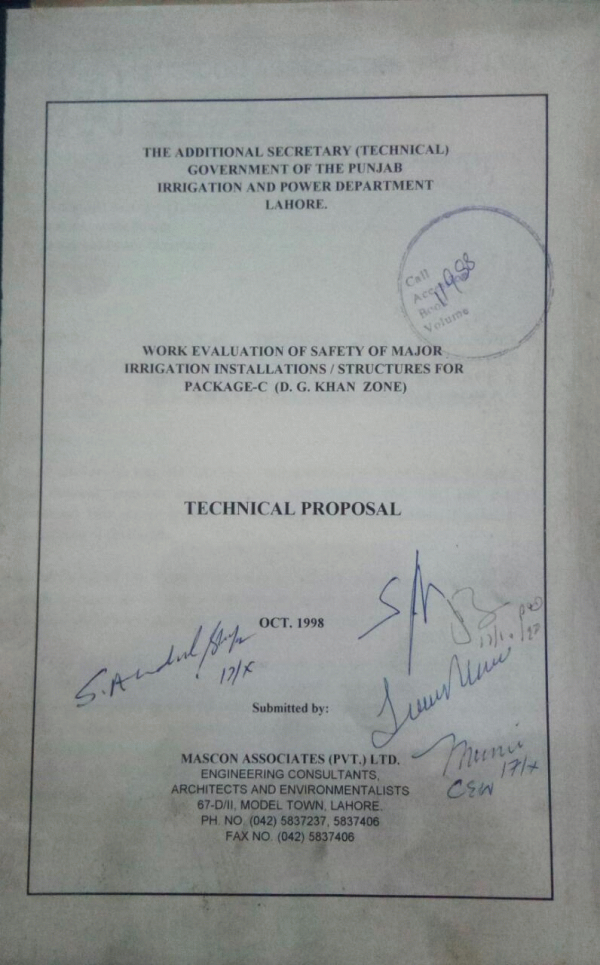 THE ADDITIONAL SECRETARY (TECHNICAL)
GOVERNMENT OF THE PUNJAB
IRRIGATION AND POWER DEPARTMENT
LAHORE.
Call
Book
Volume
WORK EVALUATION OF SAFETY OF MAJOR
IRRIGATION INSTALLATIONS / STRUCTURES FOR
PACKAGE-C (D. G. KHAN ZONE)
TECHNICAL PROPOSAL
OCT. 1998
17/X
Submitted by:
17/X
MASCON ASSOCIATES (PVT.) LTD.
ENGINEERING CONSULTANTS,
ARCHITECTS AND ENVIRONMENTALISTS
67-D/II, MODEL TOWN, LAHORE.
PH. NO. (042) 5837237, 5837406
FAX NO. (042) 5837406